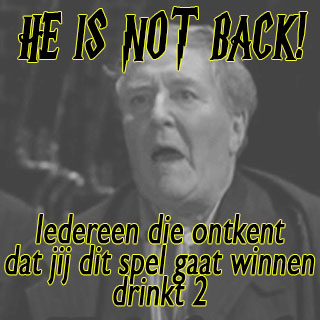 HE IS NOT BACK!
Iedereen die ontkent
dat jij dit spel gaat winnen
drinkt 2